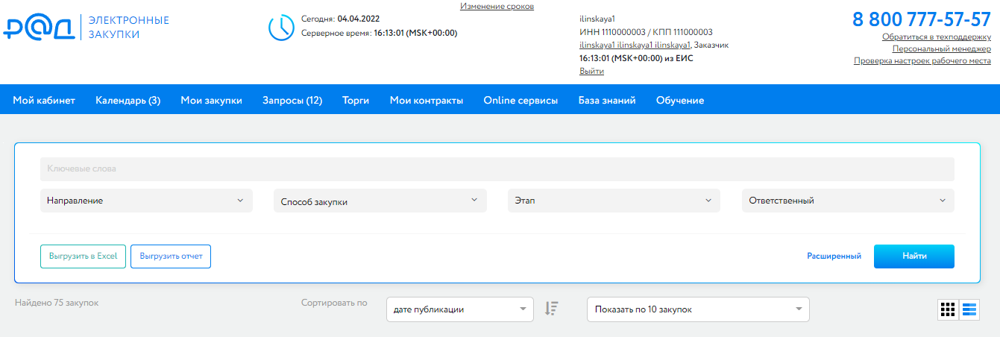 Изменение сроков
РАД ЭЛЕКТРОННЫЕ
ЗАКУПКИ
Сегодня: 04.04.2022
Серверное время: 16:13:01 (MSK+00:00)
ilinskaya1
ИНН 1110000003 / КПП 111000003
ilinskaya1 ilinskaya1 ilinskaya1, Заказчик
16:13:01 (MSK+00:00) из ЕИС
Выйти
8 800 777-57-57
Обратиться в техподдержку
Персональный менеджер
Проверка настроек рабочего места
Мой кабинет Календарь (3) Мои закупки Запросы (12) Торги Мои контракты Online сервисы База знаний Обучение
Ключевые слова
Направление Способ закупки Этап Ответственный
Выгрузить в Excel Выгрузить отчет Расширенный Найти
Найдено 75 закупок Сортировать по дате публикации Показать по 10 закупок